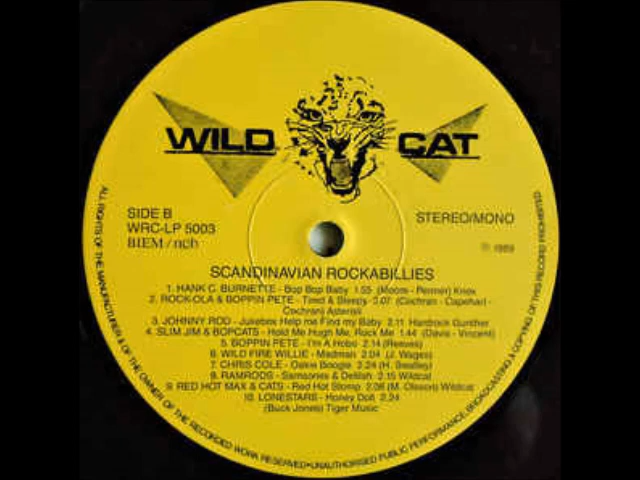 WILD CAT
SIDE B
WRC-LP 5003
BIEM / ncb
STEREO/MONO
℗ 1989
SCANDINAVIAN ROCKABILLIES
1. HANK C. BURNETTE - Bop Bop Baby 1.55 (Moore - Penner) Knox
2. ROCK-OLA & BOPPIN PETE - Tired & Sleepy 2.07 (Cochran - Capehart -
Cochran) Asterisk
3. JOHNNY ROD - Jukebox Help me Find my Baby 2.11 Hardrock Gunther
4. SLIM JIM & BOPCATS - Hold Me Hugh Me, Rock Me! 1.44 (Davis - Vincent)
5. BOPPIN PETE - I'm A Hobo 2.14 (Reeves)
6. WILD FIRE WILLIE - Madman 2.04 (J. Wages)
7. CHRIS COLE - Oakie Boogie 2.24 (H. Bradley)
8. RAMRODS - Samsones & Delilah 2.15 Wildcat
9. RED HOT MAX & CATS - Red Hot Stomp 2.06 (M. Olsson) Wildcat
10. LONESTARS - Honey Doll 2.24
(Buck Jones) Tiger Music
ALL RIGHTS OF THE MANUFACTURER & OF THE OWNER OF THE RECORDED WORK RESERVED•UNAUTHORISED PUBLIC PERFORMANCE, BROADCASTING & COPYING OF THIS RECORD PROHIBITED.